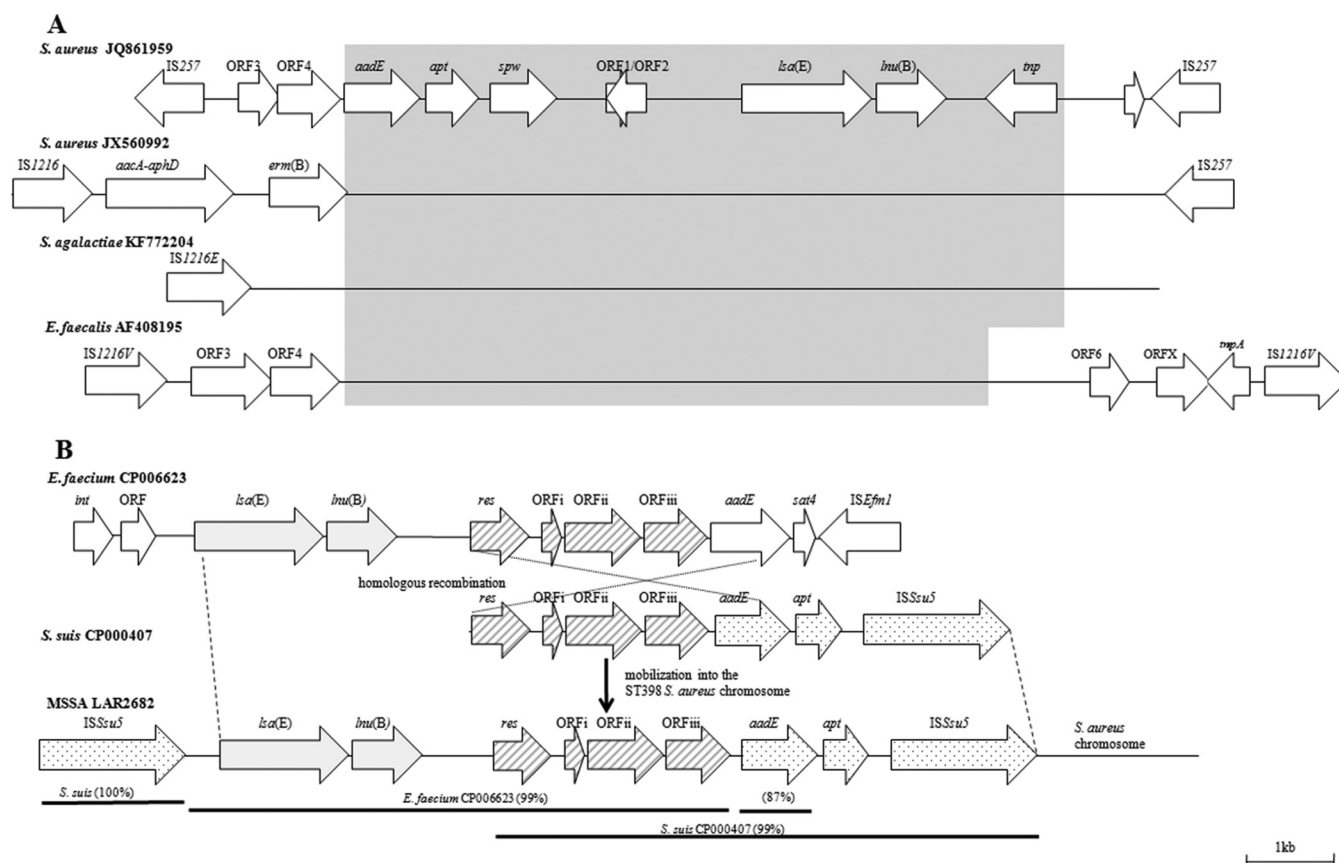 A
S. aureus JQ861959
IS257 ORF3 ORF4 aadE apt spw ORF1/ORF2 lsa(E) lnu(B) tnp IS257
S. aureus JX560992
IS1216 aacA-aphD erm(B) IS257
S. agalactiae KF772204
IS1216E
E. faecalis AF408195
IS1216V ORF3 ORF4 ORF6 ORFX tnpA IS1216V
B
E. faecium CP006623
int ORF lsa(E) lnu(B) res ORFi ORFii ORFiii aadE sat4 ISEfm1
homologous recombination
res ORFi ORFii ORFiii aadE apt ISSsu5
S. suis CP000407
mobilization into the
ST398 S. aureus chromosome
MSSA LAR2682
ISSsu5 lsa(E) lnu(B) res ORFi ORFii ORFiii aadE apt ISSsu5
S. aureus
chromosome
S. suis (100%) E. faecium CP006623 (99%) (87%)
S. suis CP000407 (99%)
1kb